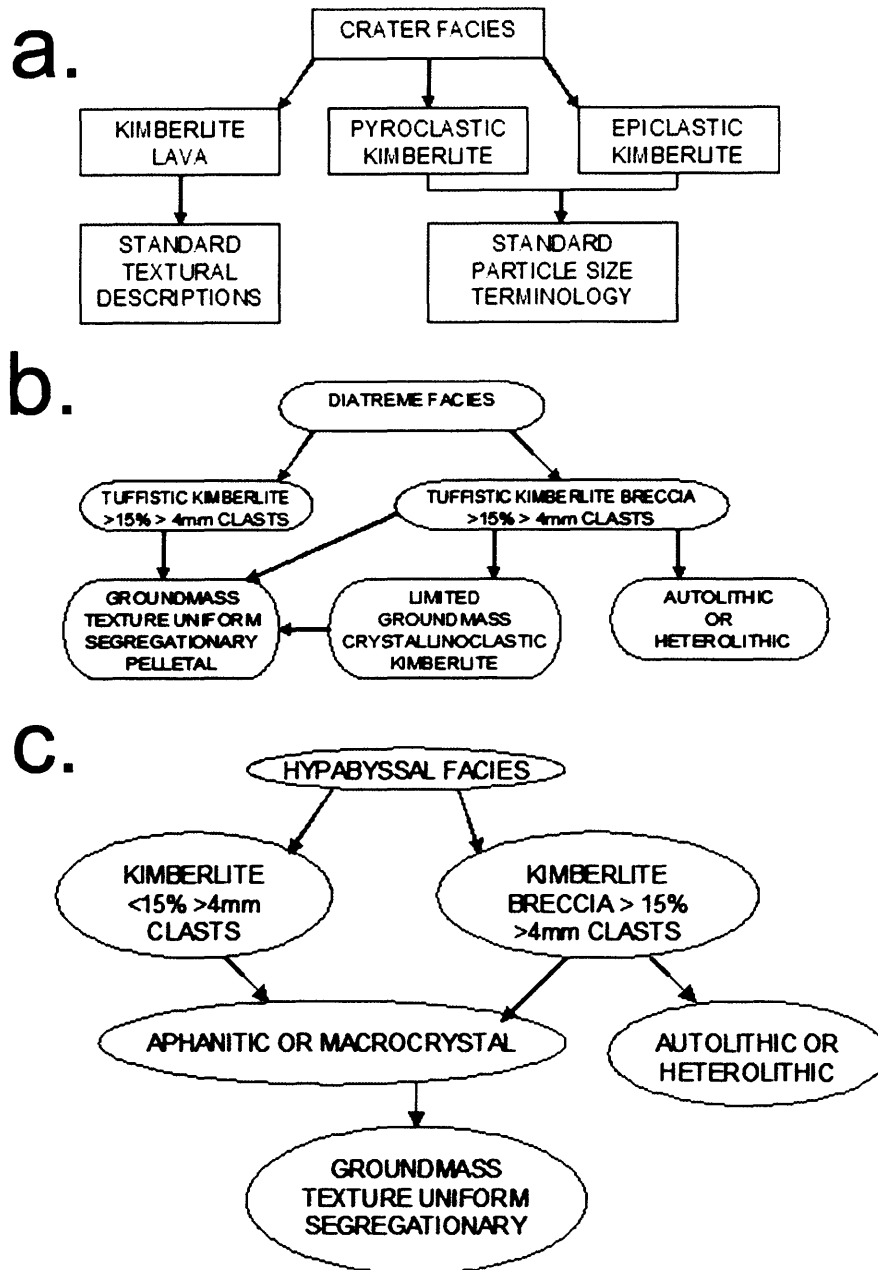 a.
CRATER FACIES
KIMBERLITE
LAVA
PYROCLASTIC
KIMBERLITE
EPICLASTIC
KIMBERLITE
STANDARD
TEXTURAL
DESCRIPTIONS
STANDARD
PARTICLE SIZE
TERMINOLOGY
b.
DIATREME FACIES
TUFFISTIC KIMBERLITE
>15% > 4mm CLASTS
TUFFISTIC KIMBERLITE BRECCIA
>15% > 4mm CLASTS
GROUNDMASS
TEXTURE UNIFORM
SEGREGATIONARY
PELLETAL
LIMITED
GROUNDMASS
CRYSTALLINOCLASTIC
KIMBERLITE
AUTOLITHIC
OR
HETEROLITHIC
c.
HYPABYSSAL FACIES
KIMBERLITE
<15% >4mm
CLASTS
KIMBERLITE
BRECCIA > 15%
>4mm CLASTS
APHANITIC OR MACROCRYSTAL
AUTOLITHIC OR
HETEROLITHIC
GROUNDMASS
TEXTURE UNIFORM
SEGREGATIONARY